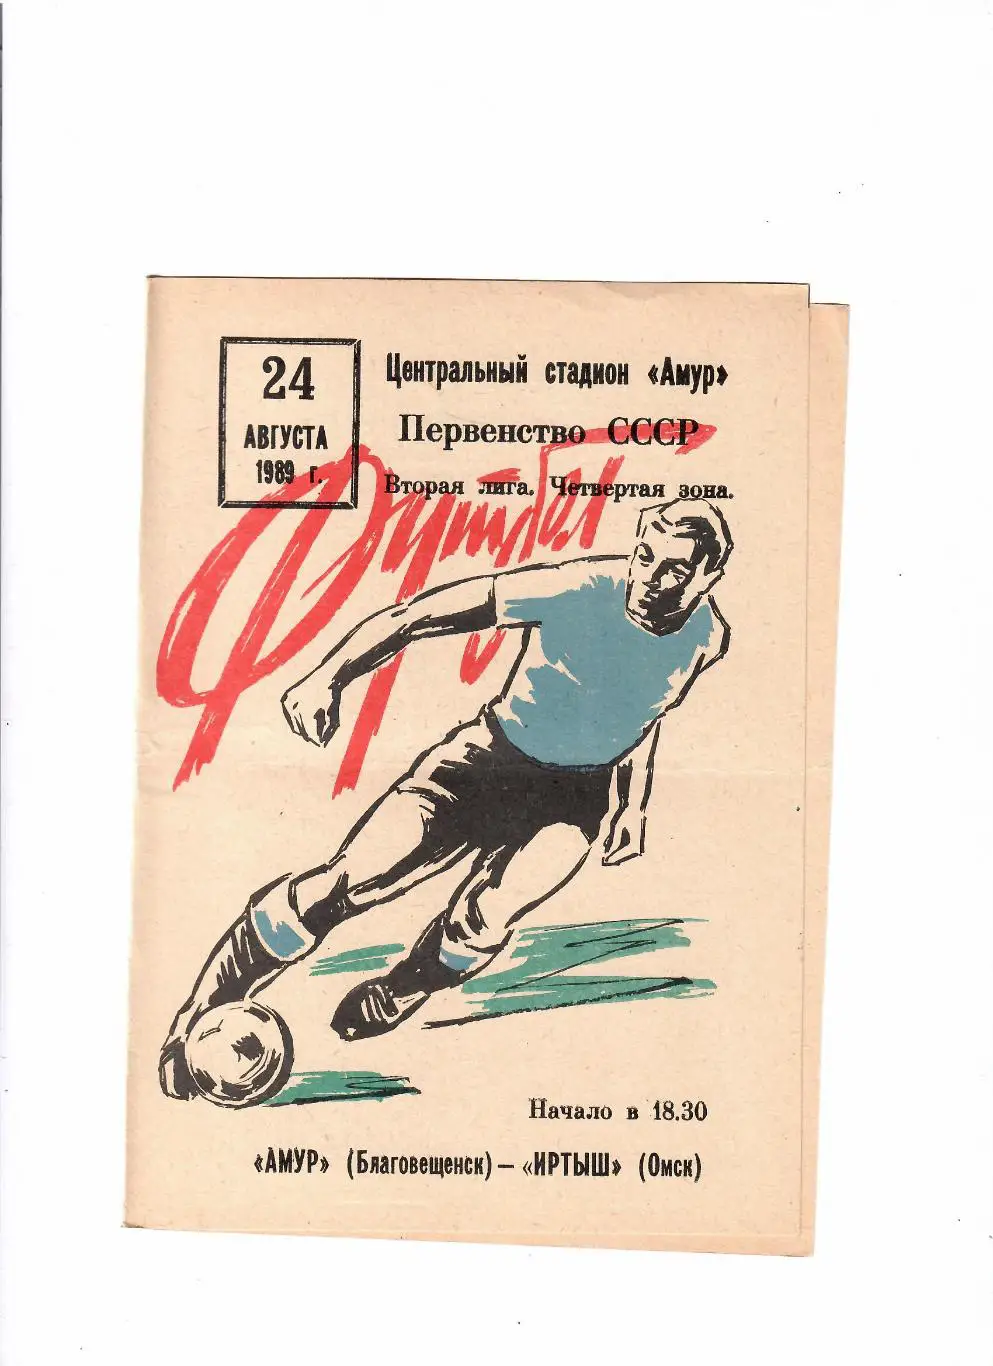 24
АВГУСТА
1989 г.
Центральный стадион «Амур»
Первенство СССР
Вторая лига. Четвертая зона.
Футбол
Начало в 18.30
«АМУР» (Благовещенск) — «ИРТЫШ» (Омск)